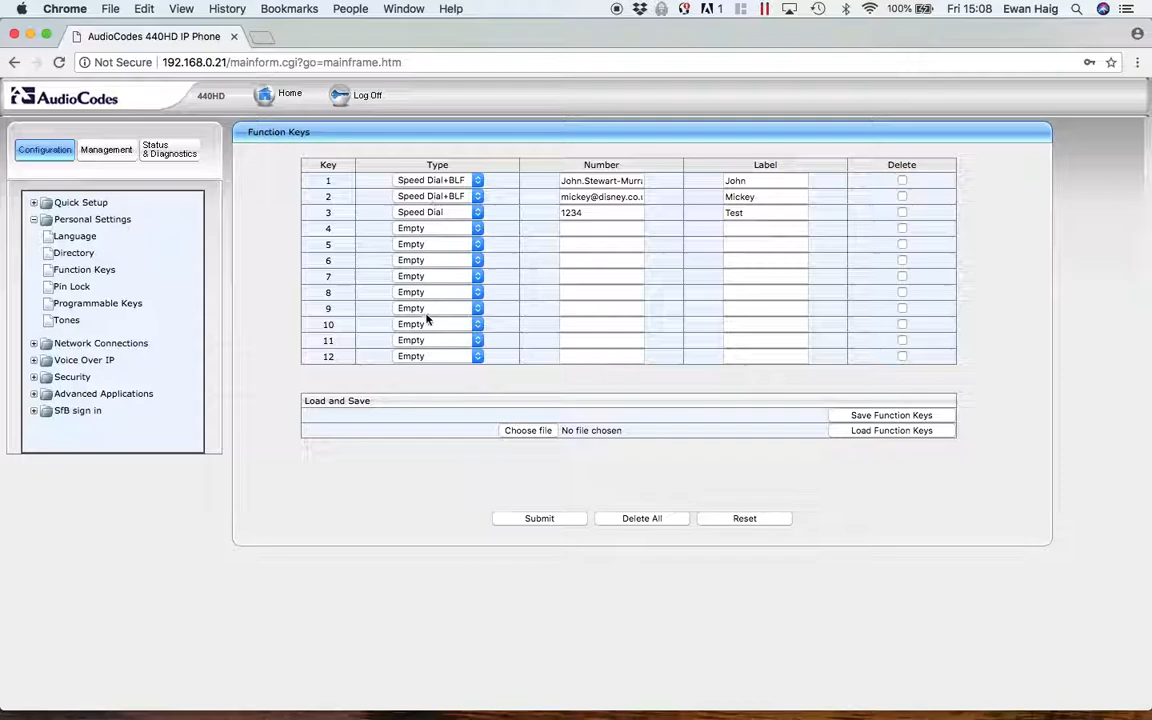 Chrome File Edit View History Bookmarks People Window Help 1 100% Fri 15:08 Ewan Haig
AudioCodes 440HD IP Phone
Not Secure 192.168.0.21/mainform.cgi?go=mainframe.htm
AudioCodes 440HD Home Log Off
Configuration Management Status & Diagnostics
Quick Setup
Personal Settings
Language
Directory
Function Keys
Pin Lock
Programmable Keys
Tones
Network Connections
Voice Over IP
Security
Advanced Applications
SfB sign in
Function Keys
Key Type Number Label Delete
1 Speed Dial+BLF John.Stewart-Murra John
2 Speed Dial+BLF mickey@disney.co.u Mickey
3 Speed Dial 1234 Test
4 Empty
5 Empty
6 Empty
7 Empty
8 Empty
9 Empty
10 Empty
11 Empty
12 Empty
Load and Save
Save Function Keys
Choose file No file chosen Load Function Keys
Submit Delete All Reset